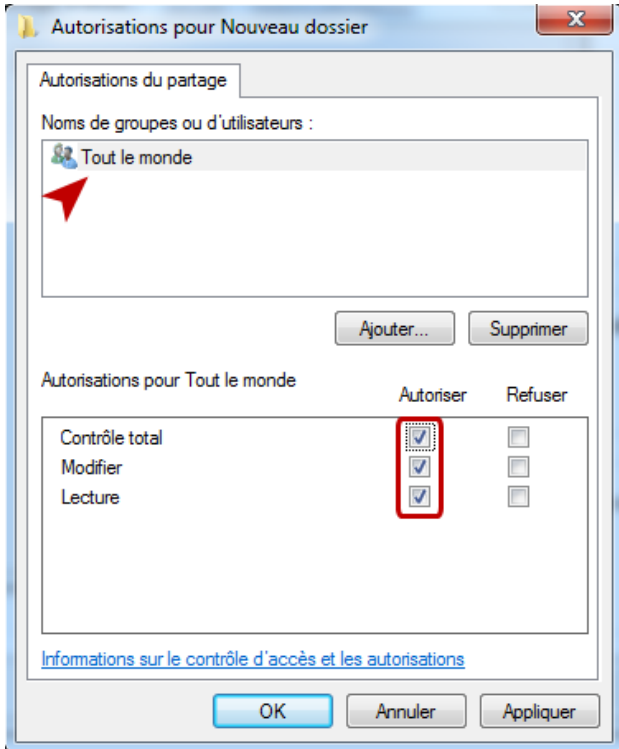 Autorisations pour Nouveau dossier
Autorisations du partage
Noms de groupes ou d'utilisateurs :
Tout le monde
Ajouter... Supprimer
Autorisations pour Tout le monde Autoriser Refuser
Contrôle total
Modifier
Lecture
Informations sur le contrôle d'accès et les autorisations
OK Annuler Appliquer